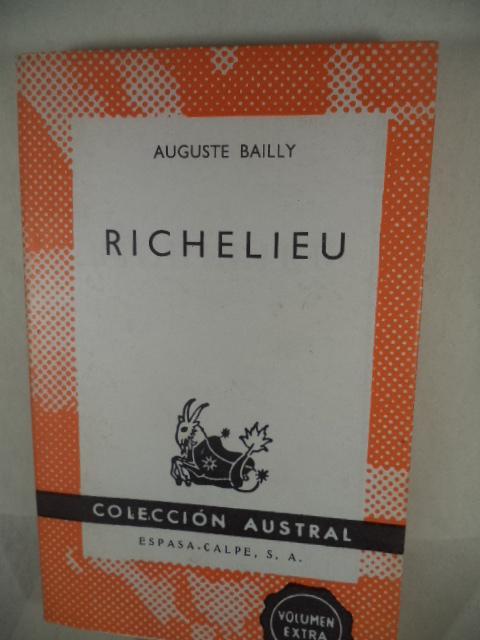 AUGUSTE BAILLY
RICHELIEU
COLECCIÓN AUSTRAL
ESPASA-CALPE, S. A.
VOLUMEN
EXTRA